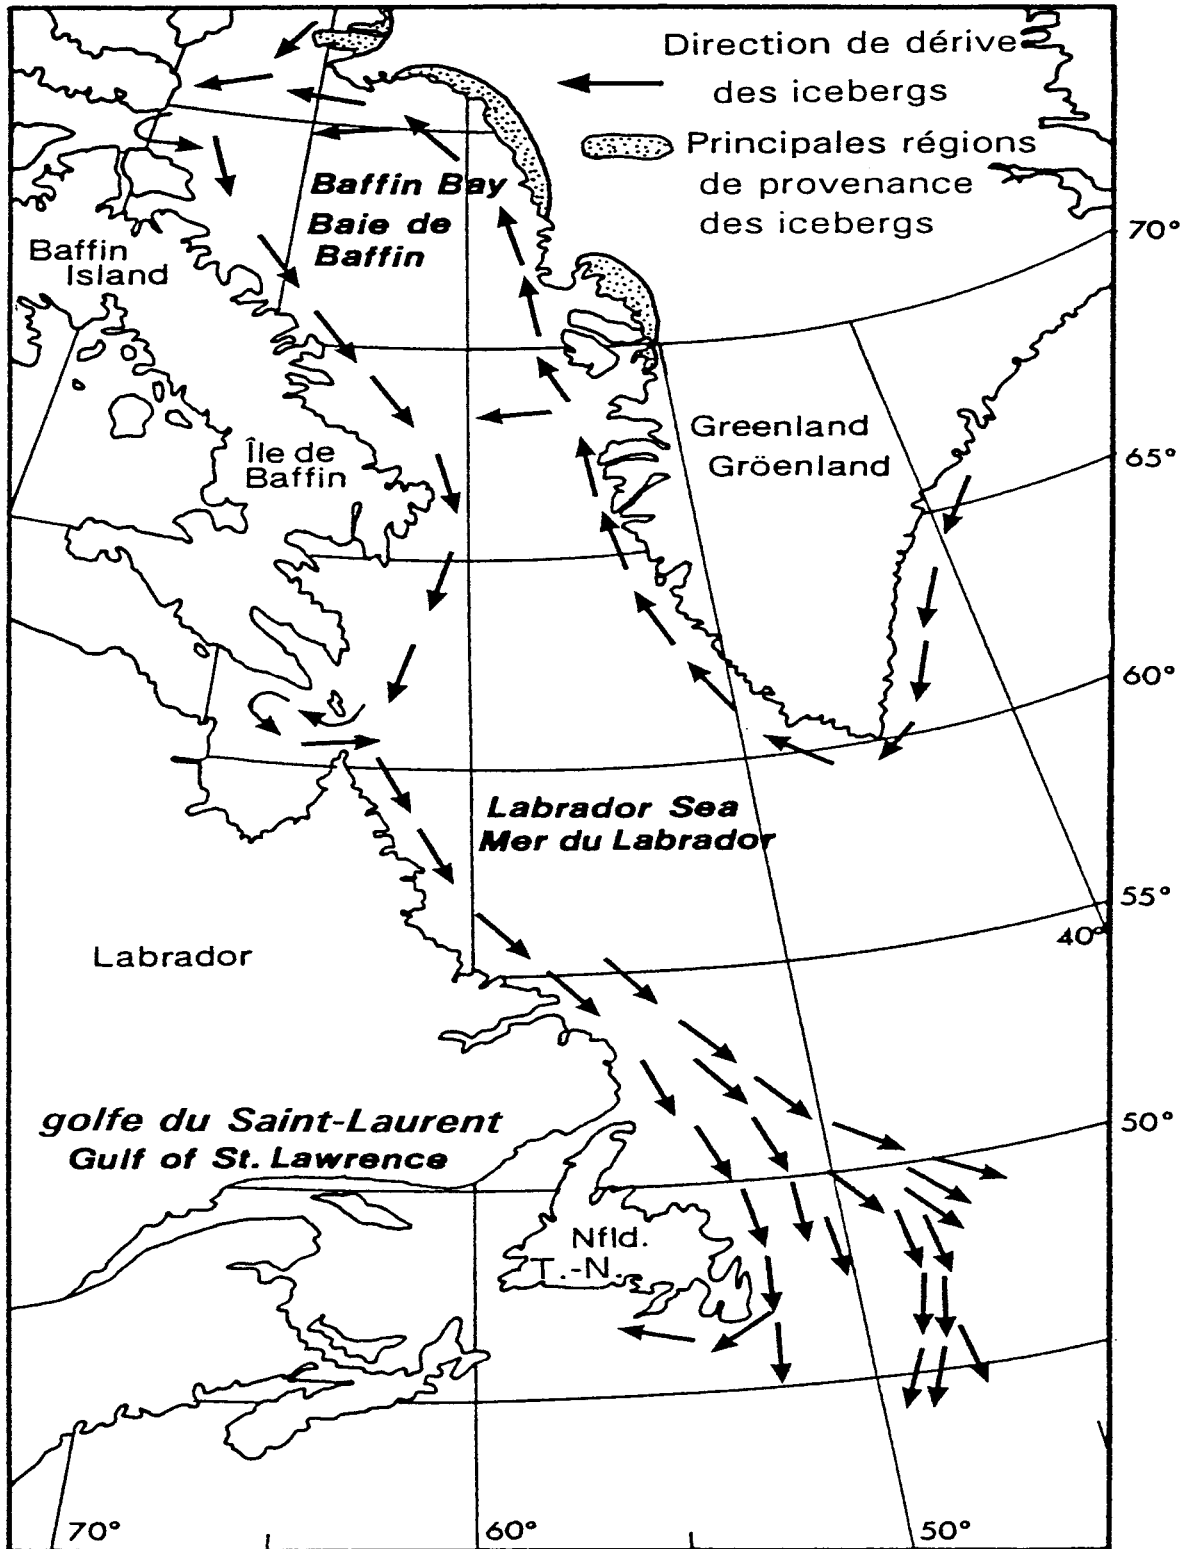 Direction de dérive
des icebergs
Principales régions
de provenance
des icebergs
Baffin Bay
Baie de
Baffin
Baffin
Island
70°
Greenland
Gröenland
Île de
Baffin
65°
60°
Labrador Sea
Mer du Labrador
55°
40°
Labrador
golfe du Saint-Laurent
Gulf of St. Lawrence
50°
Nfld.
T.-N.
70°
60°
50°